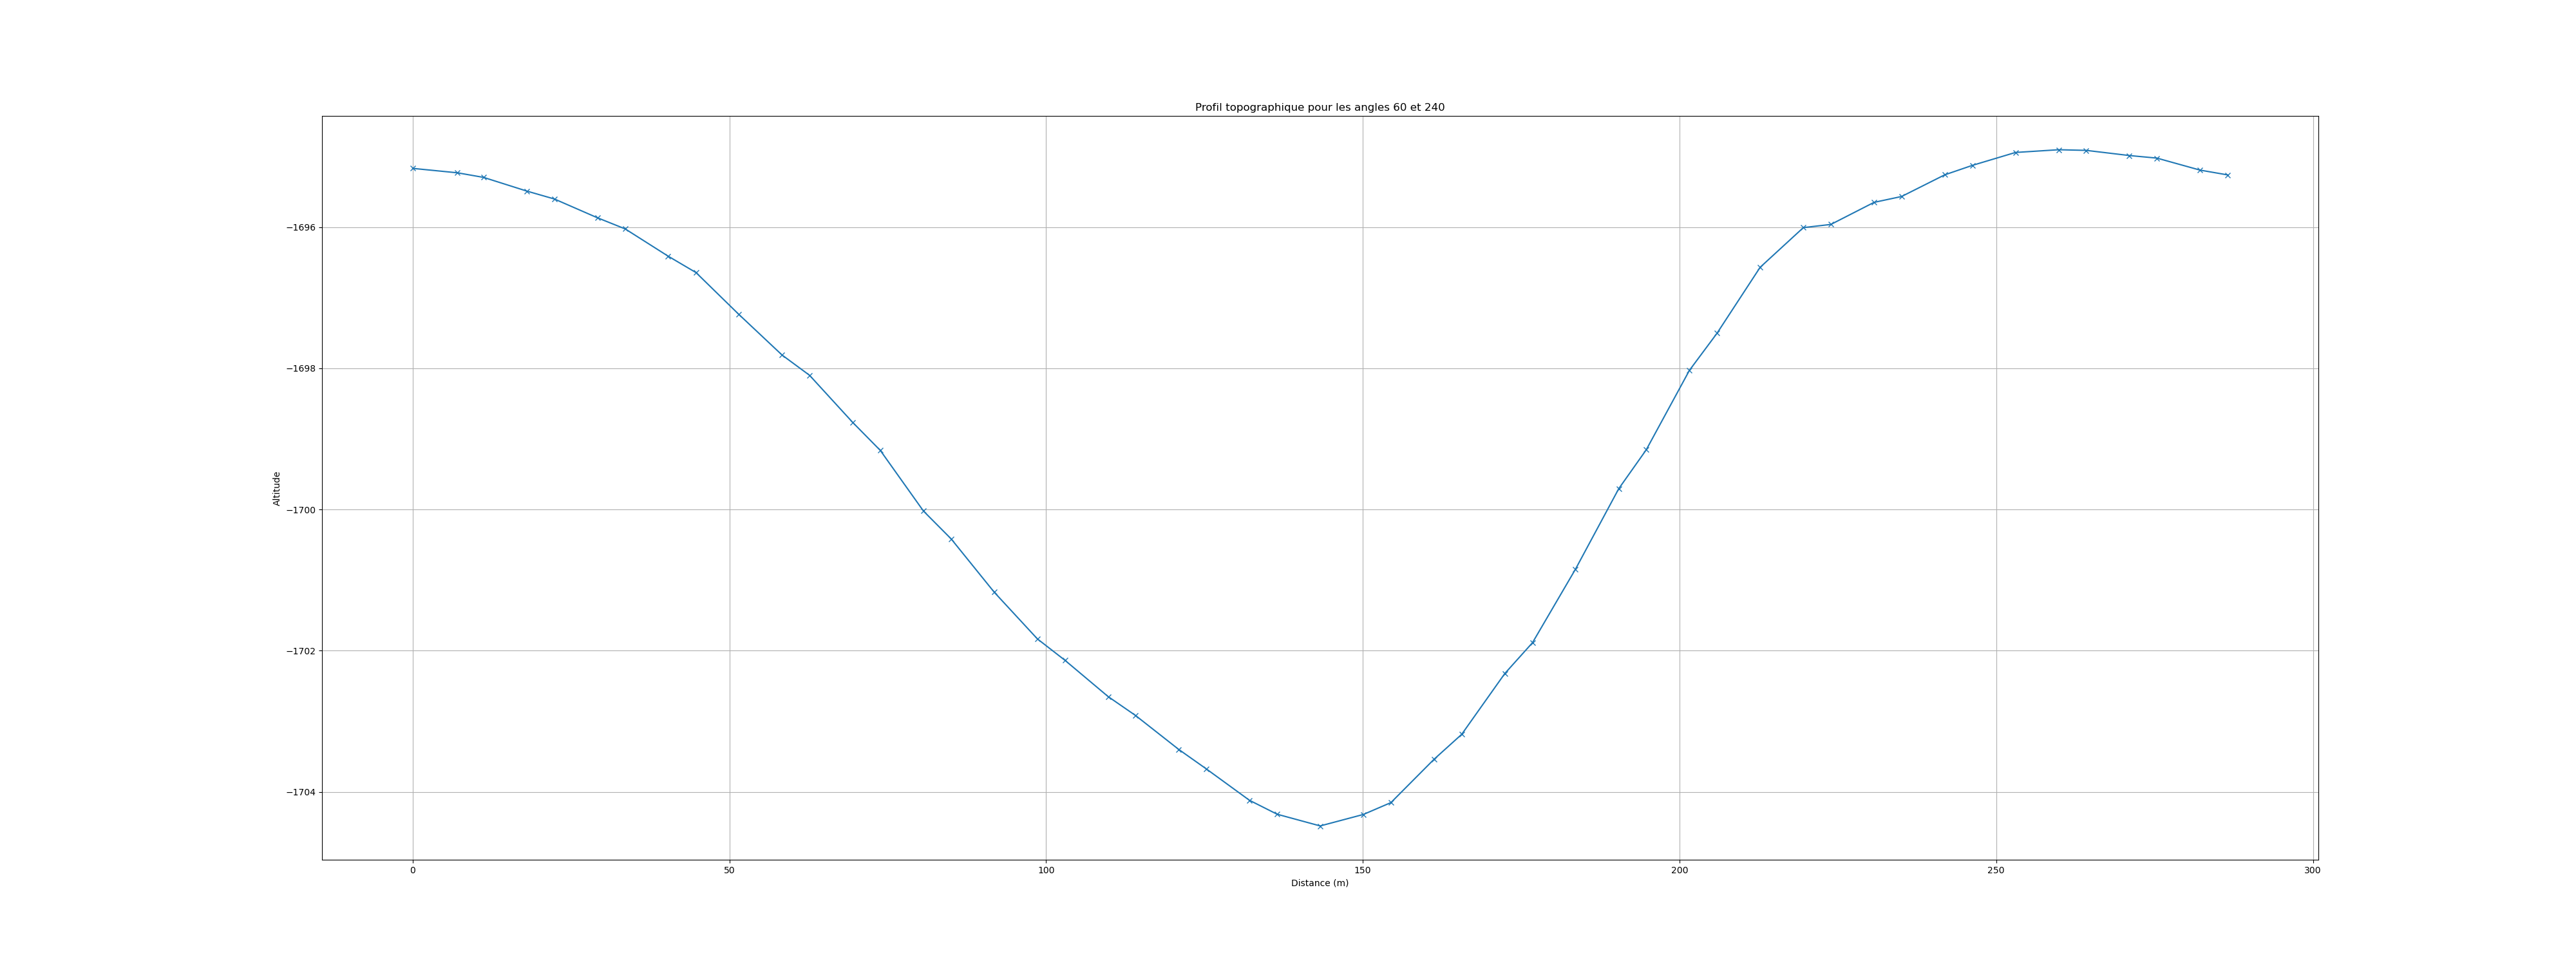 Profil topographique pour les angles 60 et 240
−1696
−1698
−1700
−1702
−1704
Altitude
0 50 100 150 200 250 300
Distance (m)